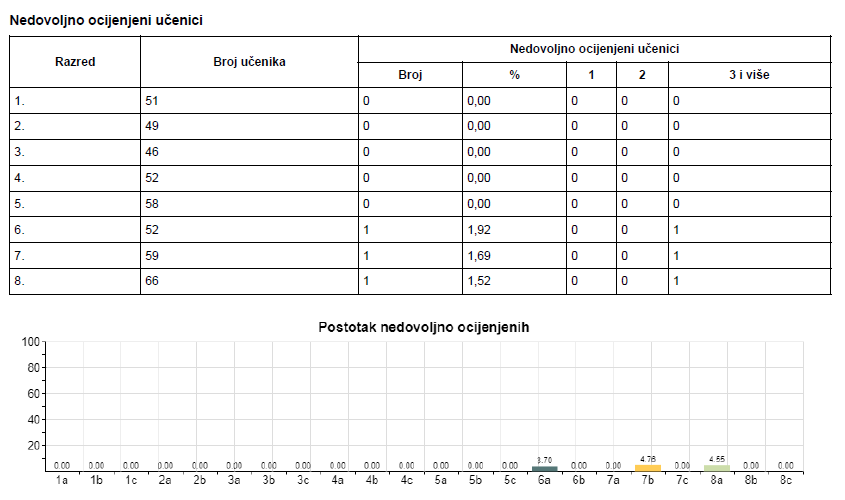 Nedovoljno ocijenjeni učenici
Razred Broj učenika Nedovoljno ocijenjeni učenici
Broj % 1 2 3 i više
1. 51 0 0,00 0 0 0
2. 49 0 0,00 0 0 0
3. 46 0 0,00 0 0 0
4. 52 0 0,00 0 0 0
5. 58 0 0,00 0 0 0
6. 52 1 1,92 0 0 1
7. 59 1 1,69 0 0 1
8. 66 1 1,52 0 0 1
Postotak nedovoljno ocijenjenih
100
80
60
40
20
0.00 0.00 0.00 0.00 0.00 0.00 0.00 0.00 0.00 0.00 0.00 0.00 0.00 0.00 3.70 0.00 0.00 4.76 0.00 4.55 0.00 0.00
1a 1b 1c 2a 2b 3a 3b 3c 4a 4b 4c 5a 5b 5c 6a 6b 7a 7b 7c 8a 8b 8c